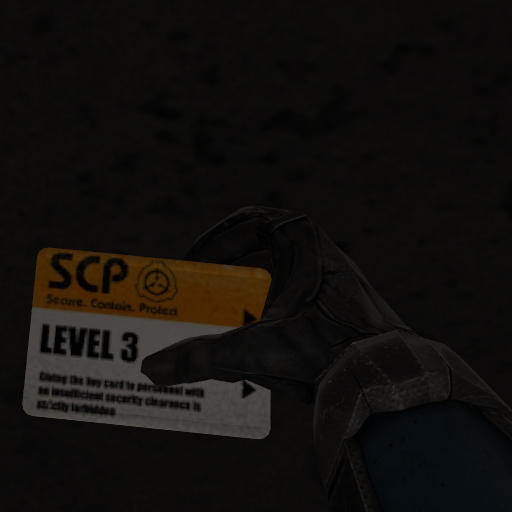 SCP
Secure. Contain. Protect
LEVEL 3
Giving the key card to personnel with
an insufficient security clearance is
strictly forbidden